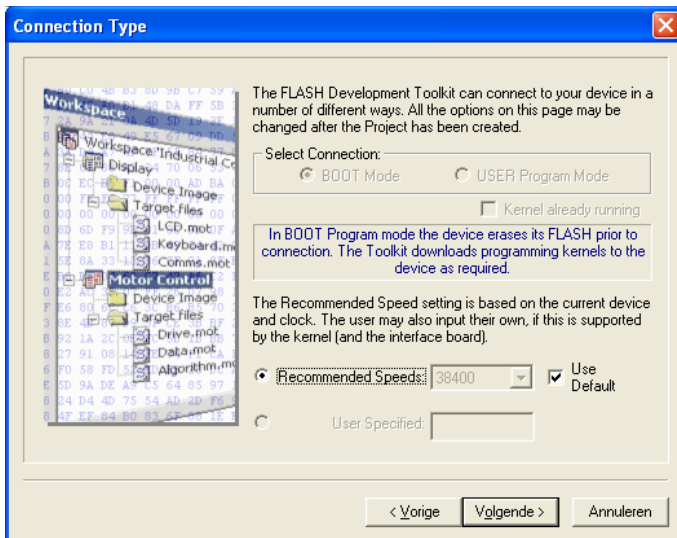 Connection Type
The FLASH Development Toolkit can connect to your device in a
number of different ways. All the options on this page may be
changed after the Project has been created.
Select Connection:
BOOT Mode
USER Program Mode
Kernel already running
In BOOT Program mode the device erases its FLASH prior to
connection. The Toolkit downloads programming kernels to the
device as required.
The Recommended Speed setting is based on the current device
and clock. The user may also input their own, if this is supported
by the kernel (and the interface board).
Recommended Speeds:
38400
Use
Default
User Specified:
Workspace
Workspace "Industrial Co
Display
Device Image
Target files
LCD.mot
Keyboard.m
Comms.mot
Motor Control
Device Image
Target files
Drive.mot
Data.mot
Algorithm.m
< Vorige
Volgende >
Annuleren